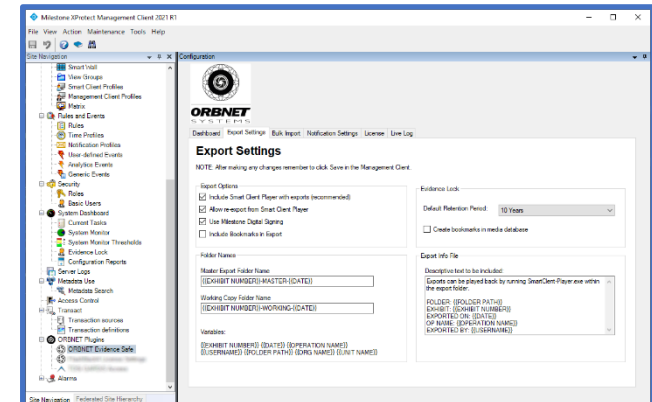 Milestone XProtect Management Client 2021 R1
File View Action Maintenance Tools Help
Site Navigation
Configuration
Smart Wall
View Groups
Smart Client Profiles
Management Client Profiles
Matrix
Rules and Events
Rules
Time Profiles
Notification Profiles
User-defined Events
Analytics Events
Generic Events
Security
Roles
Basic Users
System Dashboard
Current Tasks
System Monitor
System Monitor Thresholds
Evidence Lock
Configuration Reports
Server Logs
Metadata Use
Metadata Search
Access Control
Transact
Transaction sources
Transaction definitions
ORBNET Plugins
ORBNET Evidence Safe
Alarms
Site Navigation Federated Site Hierarchy
ORBNET
SYSTEMS
Dashboard Export Settings Bulk Import Notification Settings License Live Log
Export Settings
NOTE: After making any changes remember to click Save in the Management Client.
Export Options
Include Smart Client Player with exports (recommended)
Allow re-export from Smart Client Player
Use Milestone Digital Signing
Include Bookmarks in Export
Evidence Lock
Default Retention Period: 10 Years
Create bookmarks in media database
Folder Names
Master Export Folder Name
{{EXHIBIT NUMBER}}-MASTER-{{DATE}}
Working Copy Folder Name
{{EXHIBIT NUMBER}}-WORKING-{{DATE}}
Variables:
{{EXHIBIT NUMBER}} {{DATE}} {{OPERATION NAME}}
{{USERNAME}} {{FOLDER PATH}} {{ORG NAME}} {{UNIT NAME}}
Export Info File
Descriptive text to be included
Exports can be played back by running SmartClient-Player.exe within
the export folder.
FOLDER: {{FOLDER PATH}}
EXHIBIT: {{EXHIBIT NUMBER}}
EXPORTED ON: {{DATE}}
OP NAME: {{OPERATION NAME}}
EXPORTED BY: {{USERNAME}}